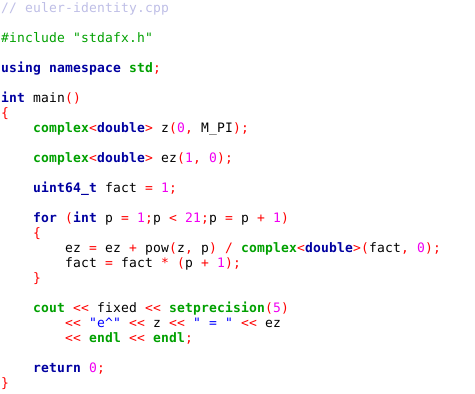 // euler-identity.cpp

#include "stdafx.h"

using namespace std;

int main()
{
    complex<double> z(0, M_PI);

    complex<double> ez(1, 0);

    uint64_t fact = 1;

    for (int p = 1;p < 21;p = p + 1)
    {
        ez = ez + pow(z, p) / complex<double>(fact, 0);
        fact = fact * (p + 1);
    }

    cout << fixed << setprecision(5)
        << "e^" << z << " = " << ez
        << endl << endl;

    return 0;
}